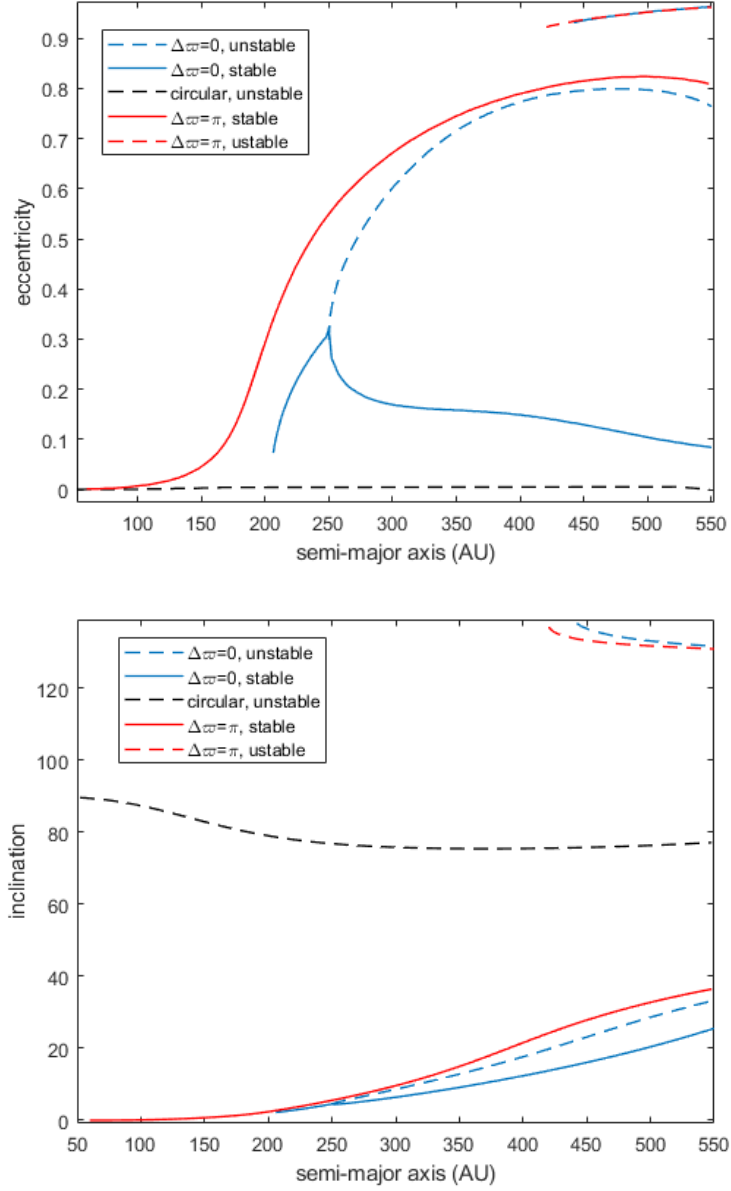 0.9
0.8
0.7
0.6
0.5
0.4
0.3
0.2
0.1
0
eccentricity
Δϖ=0, unstable
Δϖ=0, stable
circular, unstable
Δϖ=π, stable
Δϖ=π, ustable
100 150 200 250 300 350 400 450 500 550
semi-major axis (AU)
120
100
80
60
40
20
0
inclination
Δϖ=0, unstable
Δϖ=0, stable
circular, unstable
Δϖ=π, stable
Δϖ=π, ustable
50 100 150 200 250 300 350 400 450 500 550
semi-major axis (AU)